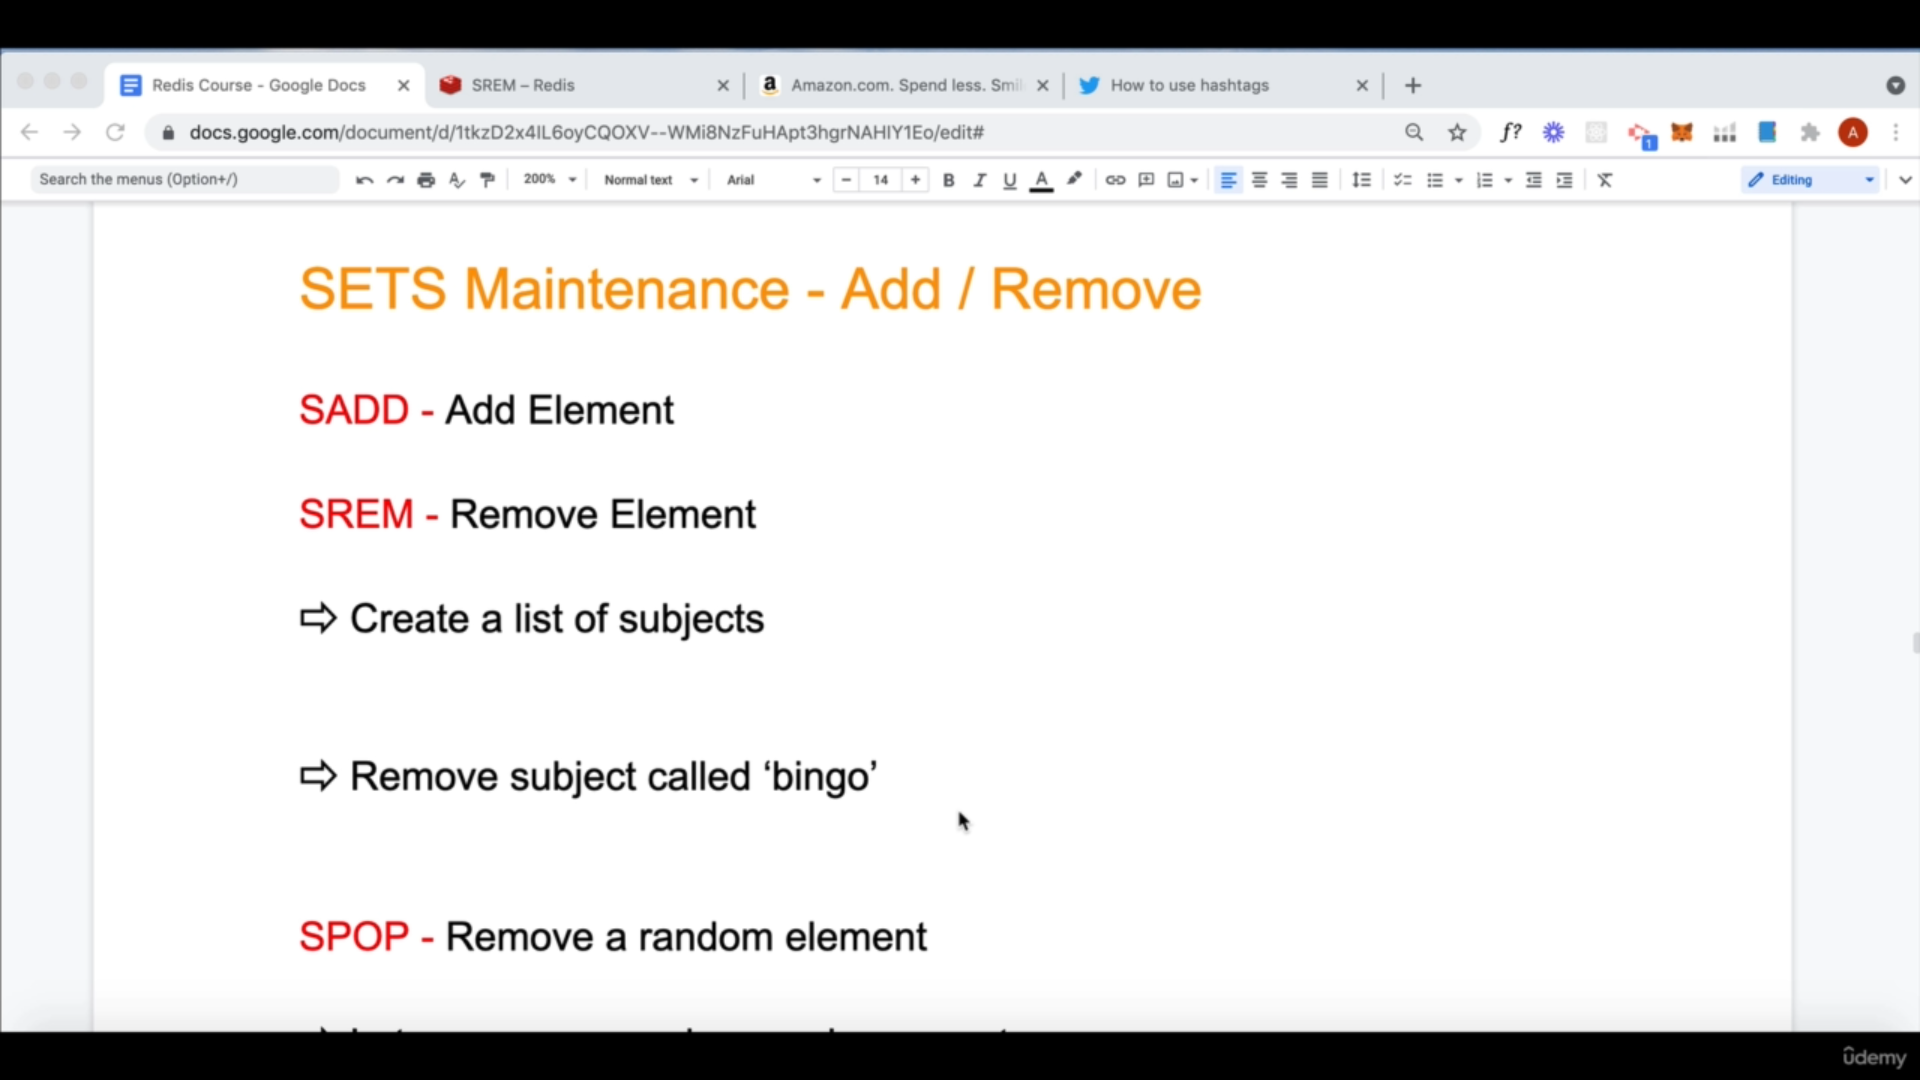 Redis Course - Google Docs
SREM – Redis
Amazon.com. Spend less. Smil
How to use hashtags
docs.google.com/document/d/1tkzD2x4IL6oyCQOXV--WMi8NzFuHApt3hgrNAHIY1Eo/edit#
f?
1
A
Search the menus (Option+/)
200%
Normal text
Arial
14
B I U A
Editing
SETS Maintenance - Add / Remove
SADD - Add Element
SREM - Remove Element
⇨ Create a list of subjects
⇨ Remove subject called ‘bingo’
SPOP - Remove a random element
ûdemy